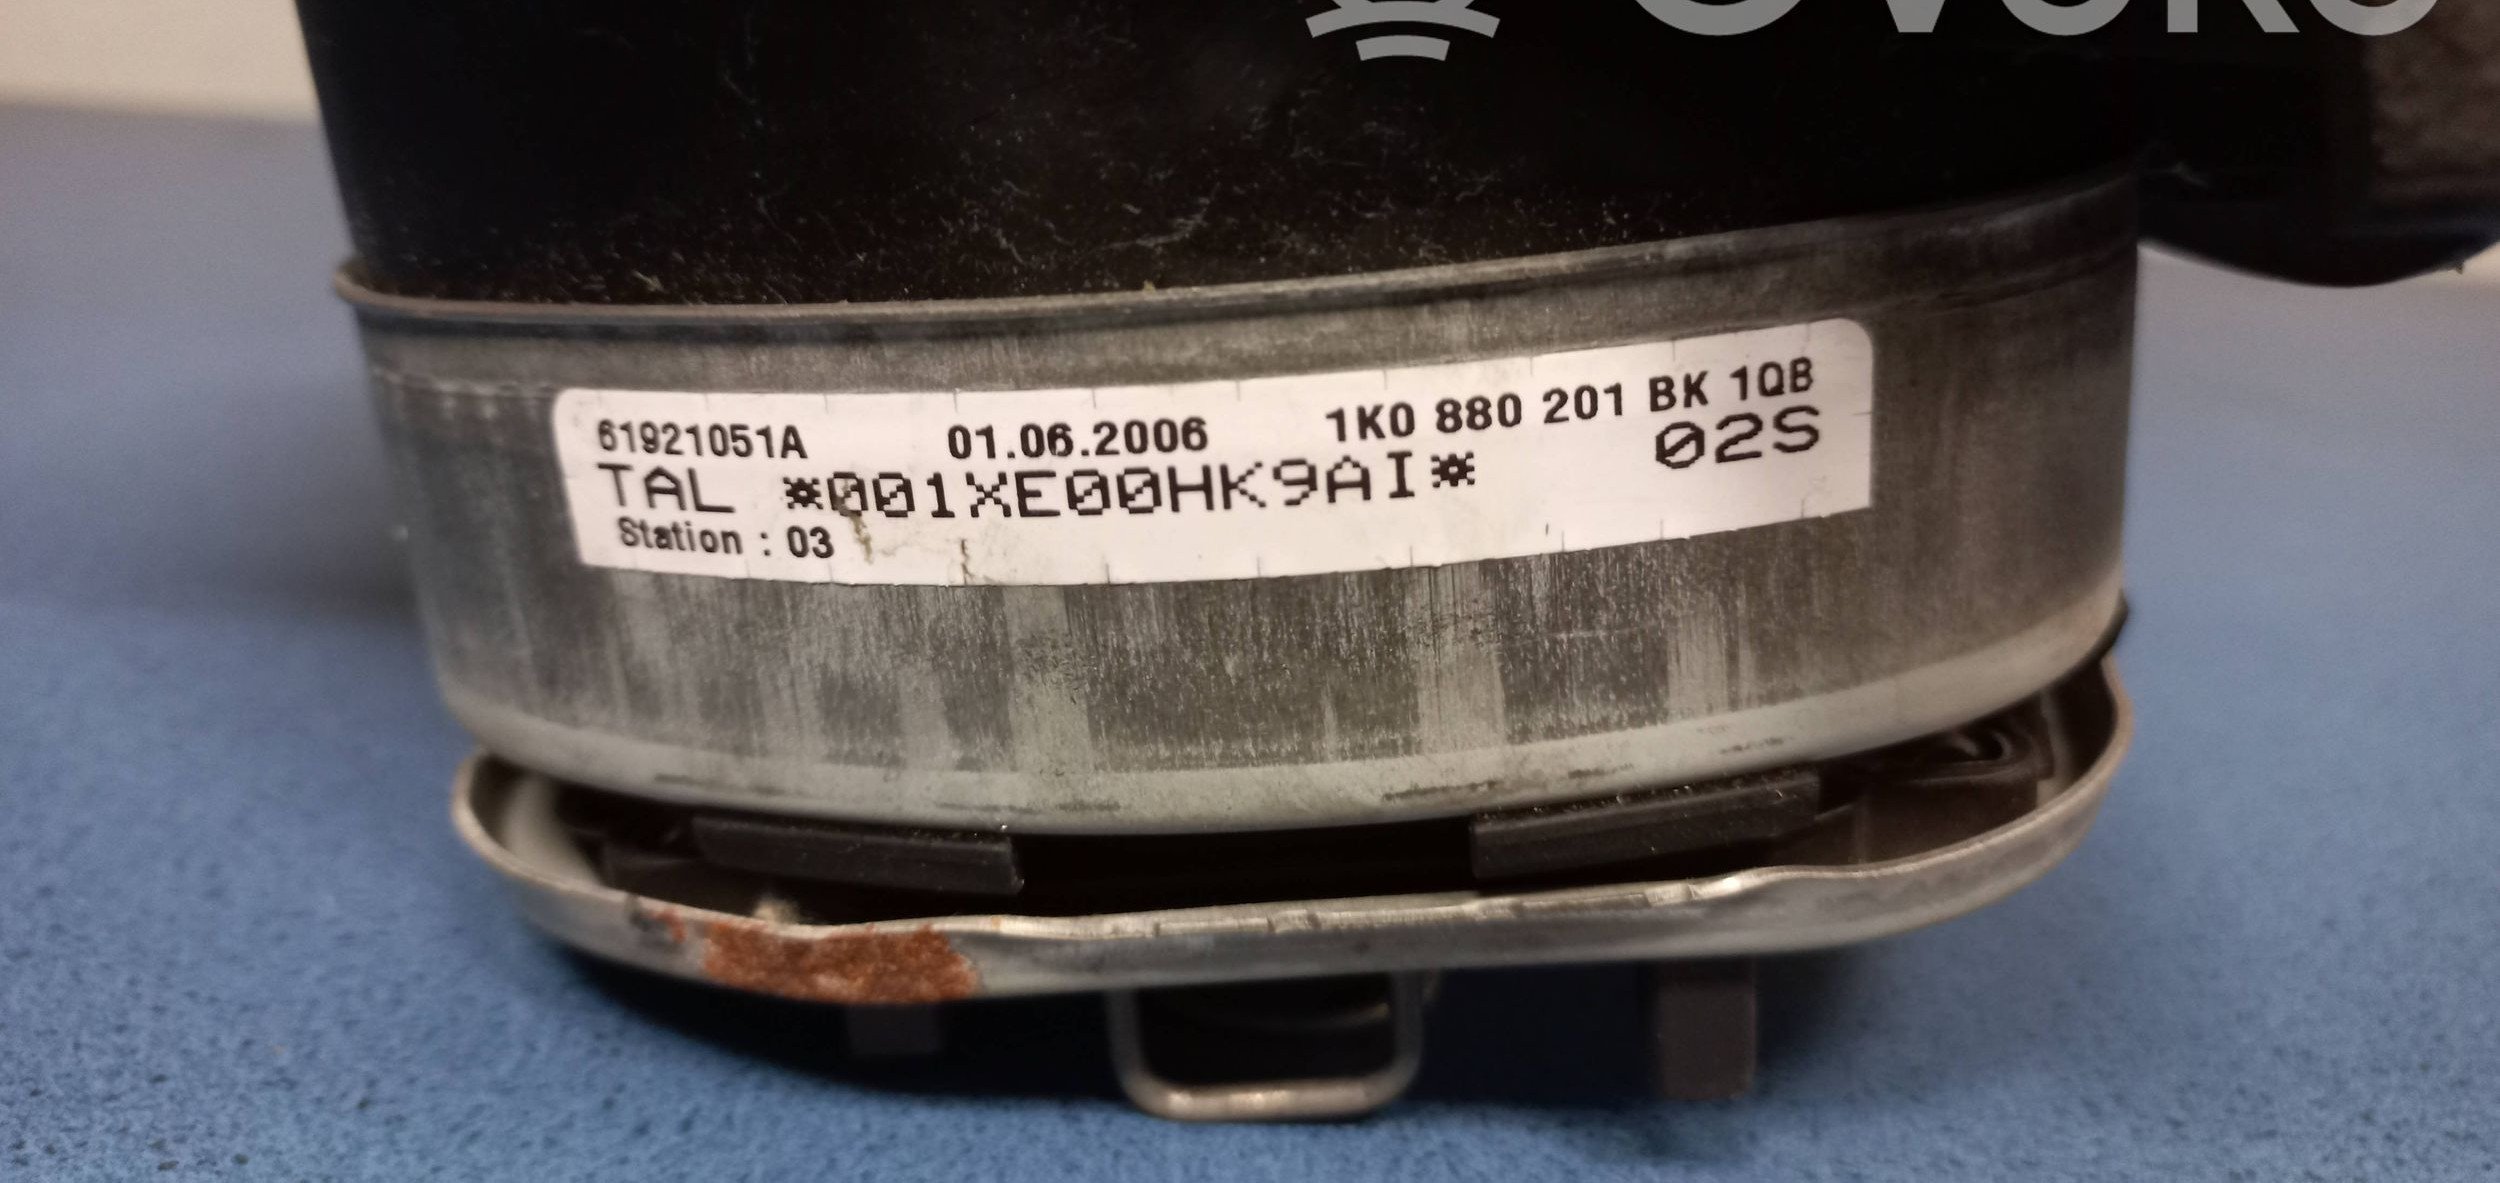 61921051A 01.06.2006 1K0 880 201 BK 1QB
TAL *001XE00HK9AI* 02S
Station : 03